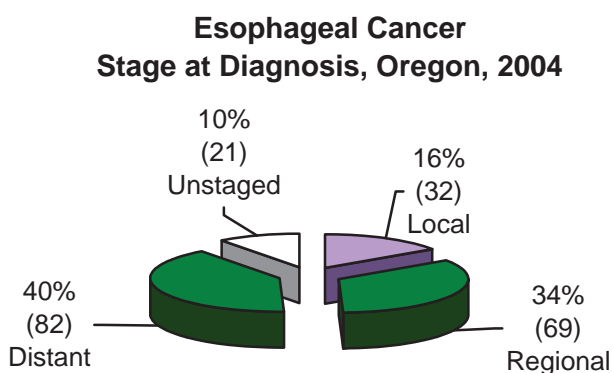 Esophageal Cancer
Stage at Diagnosis, Oregon, 2004
10%
(21)
Unstaged
16%
(32)
Local
40%
(82)
Distant
34%
(69)
Regional